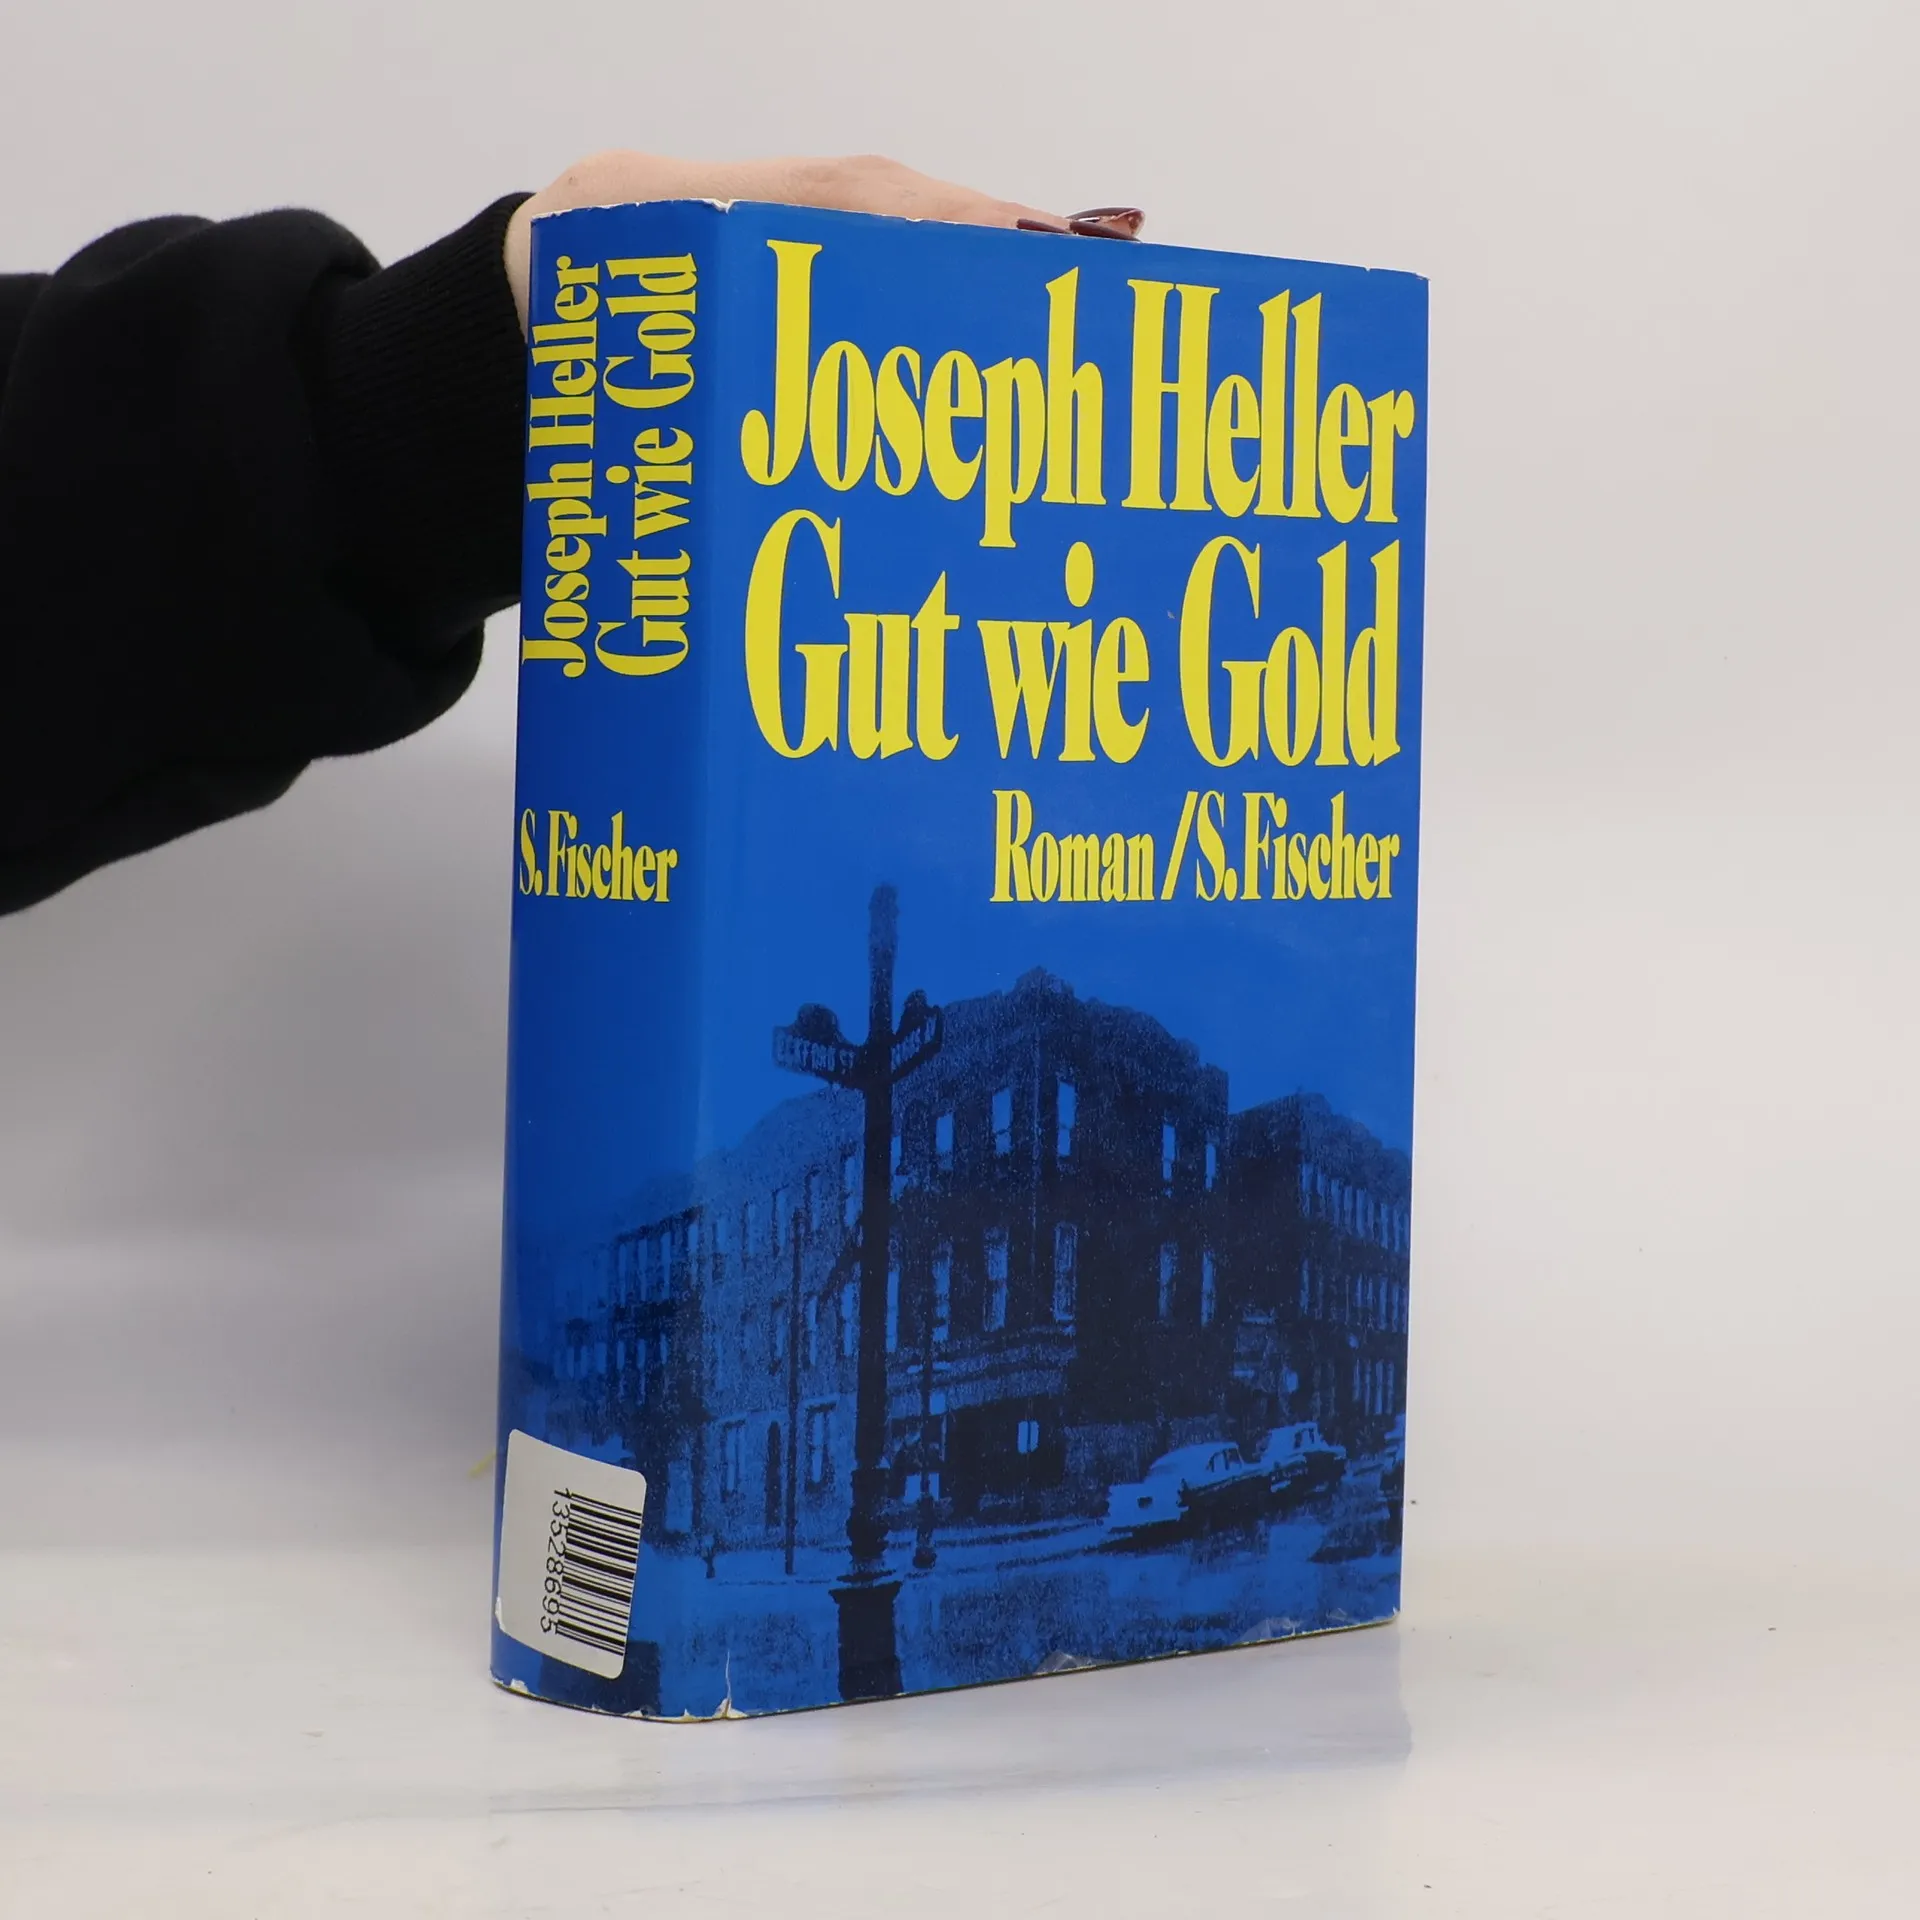 Joseph Heller
Gut wie Gold
S. Fischer
13528695
Joseph Heller
Gut wie Gold
Roman / S. Fischer